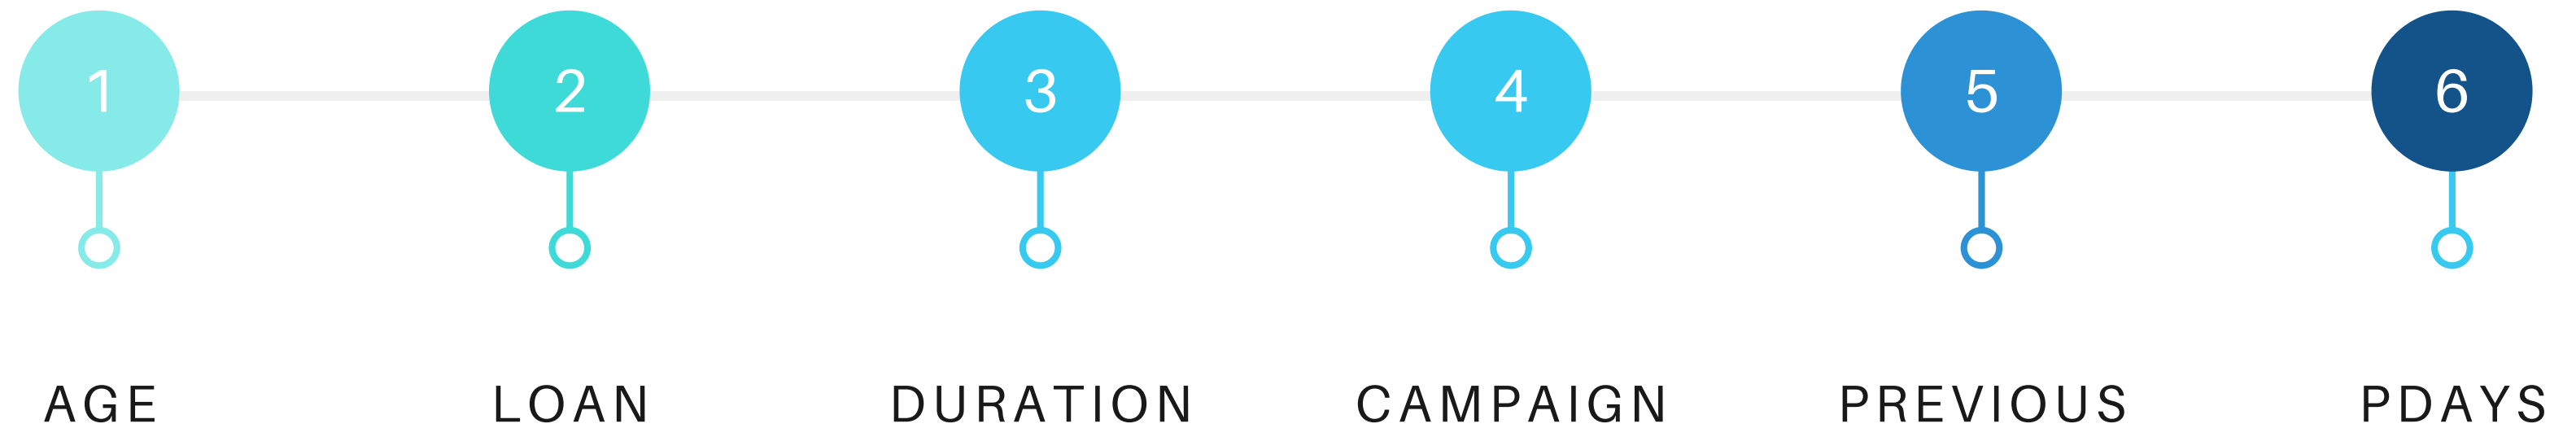 1 2 3 4 5 6
AGE LOAN DURATION CAMPAIGN PREVIOUS PDAYS